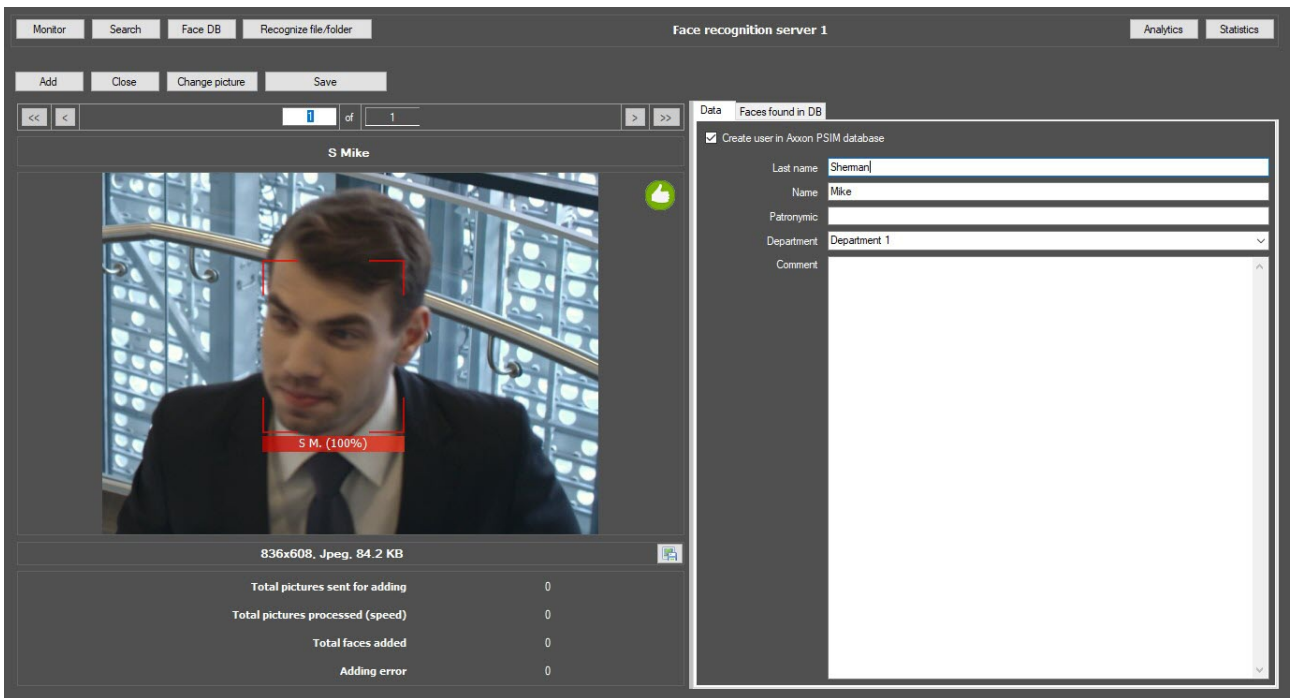 Monitor Search Face DB Recognize file/folder Face recognition server 1 Analytics Statistics
Add Close Change picture Save
<< < 1 of 1 > >>
S Mike
S M. (100%)
836x608, Jpeg, 84.2 KB
Total pictures sent for adding 0
Total pictures processed (speed) 0
Total faces added 0
Adding error 0
Data Faces found in DB
Create user in Axxon PSIM database
Last name Sherman
Name Mike
Patronymic
Department Department 1
Comment